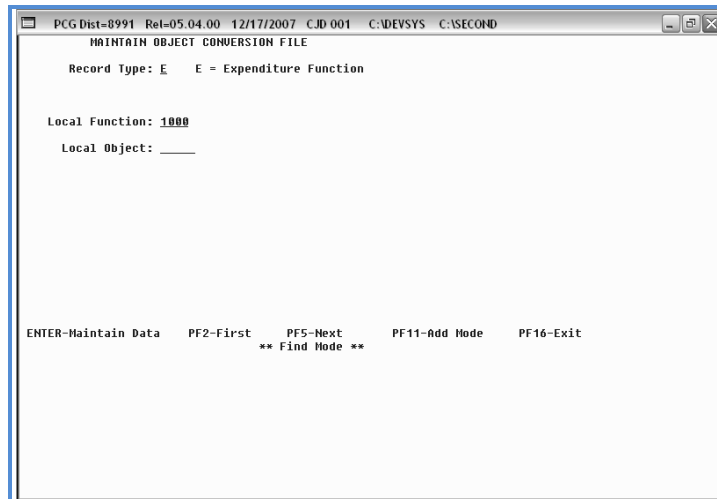 PCG Dist=8991 Rel=05.04.00 12/17/2007 CJD 001 C:\DEVSYS C:\SECOND
MAINTAIN OBJECT CONVERSION FILE
Record Type: E E = Expenditure Function
Local Function: 1000
Local Object: _____
ENTER-Maintain Data PF2-First PF5-Next PF11-Add Mode PF16-Exit
** Find Mode **